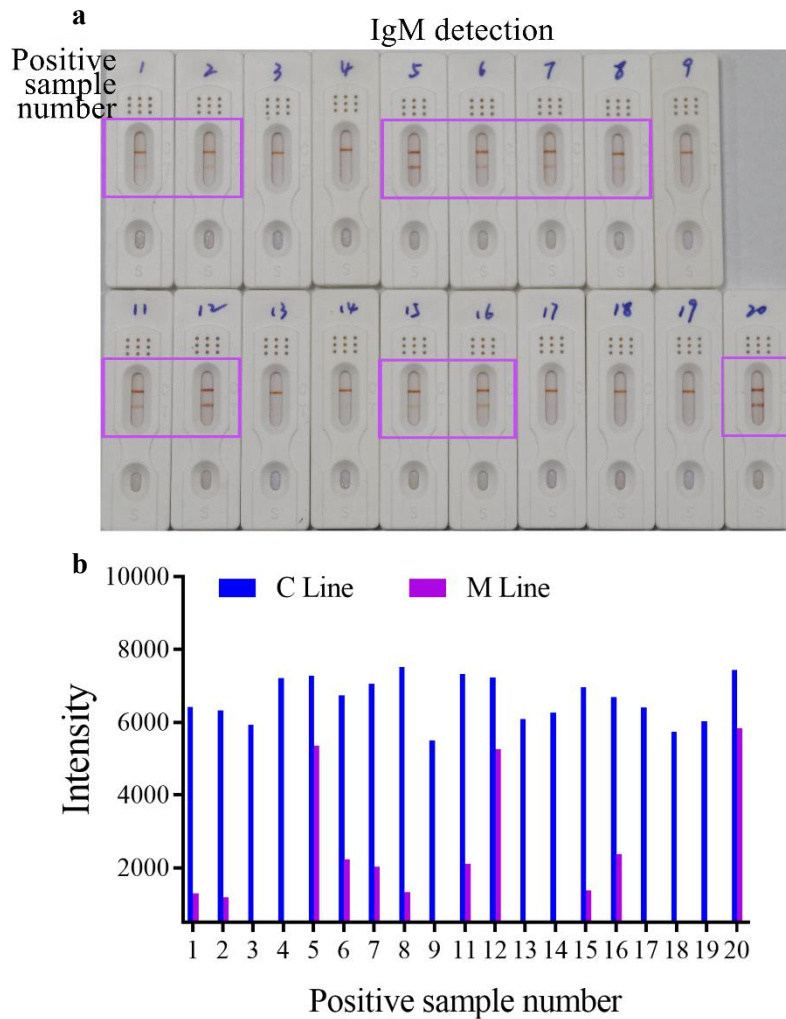 a
IgM detection
Positive
sample
number
1 2 3 4 5 6 7 8 9
S S S S S S S S S
11 12 13 14 15 16 17 18 19 20
S S S S S S S S S S
b
C Line M Line
10000
8000
6000
4000
2000
Intensity
1 2 3 4 5 6 7 8 9 11 12 13 14 15 16 17 18 19 20
Positive sample number